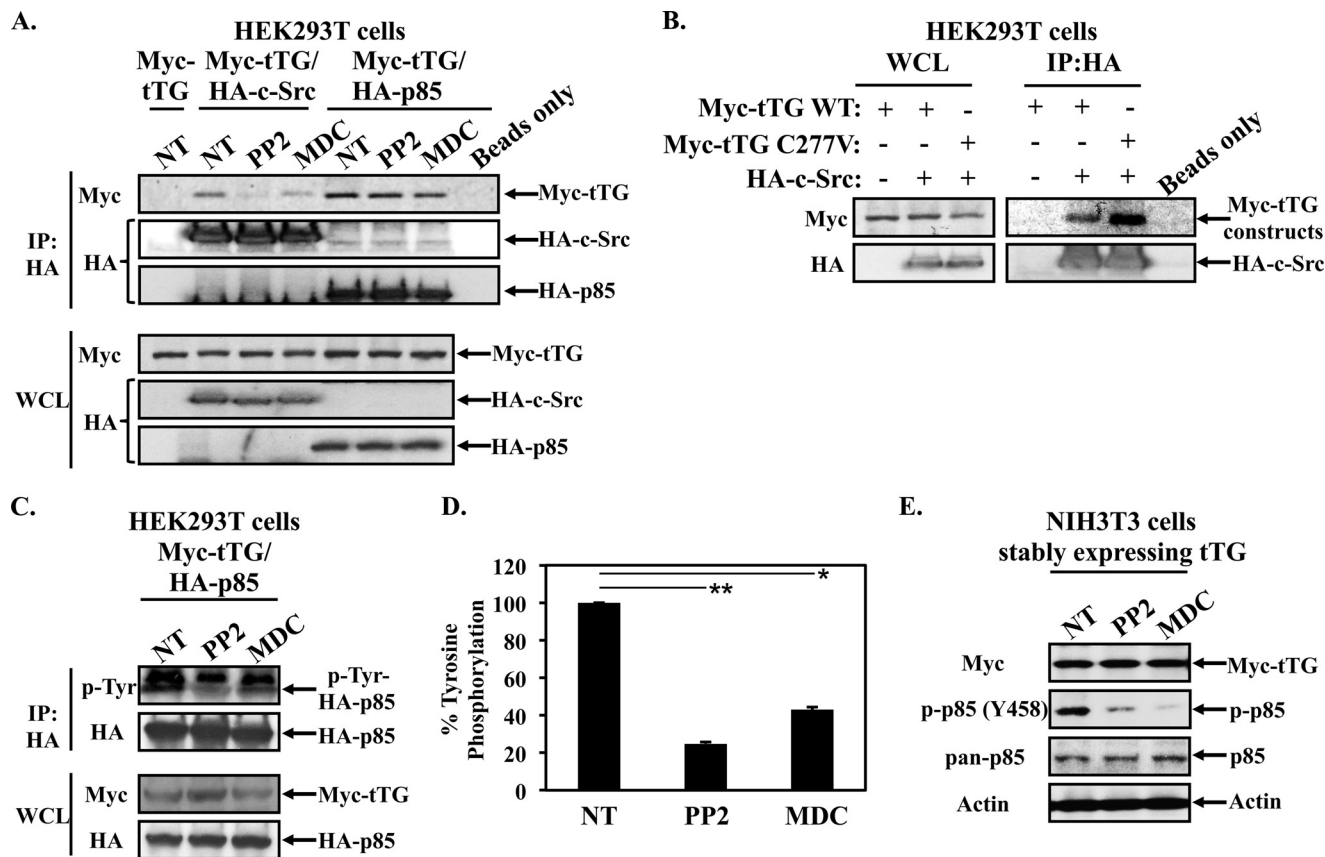 A.
HEK293T cells
Myc-
tTG
Myc-tTG/
HA-c-Src
Myc-tTG/
HA-p85
NT
NT
PP2
MDC
NT
PP2
MDC
Beads only
IP:
HA
Myc
Myc-tTG
HA
HA-c-Src
HA-p85
WCL
Myc
Myc-tTG
HA
HA-c-Src
HA-p85
B.
HEK293T cells
WCL
IP:HA
Myc-tTG WT: + + - + + -
Myc-tTG C277V: - - + - - +
HA-c-Src: - + + - + +
Beads only
Myc
Myc-tTG
constructs
HA
HA-c-Src
C.
HEK293T cells
Myc-tTG/
HA-p85
NT
PP2
MDC
IP:
HA
p-Tyr
p-Tyr-
HA-p85
HA
HA-p85
WCL
Myc
Myc-tTG
HA
HA-p85
D.
% Tyrosine
Phosphorylation
120
100
80
60
40
20
0
*
**
NT PP2 MDC
E.
NIH3T3 cells
stably expressing tTG
NT
PP2
MDC
Myc
Myc-tTG
p-p85 (Y458)
p-p85
pan-p85
p85
Actin
Actin